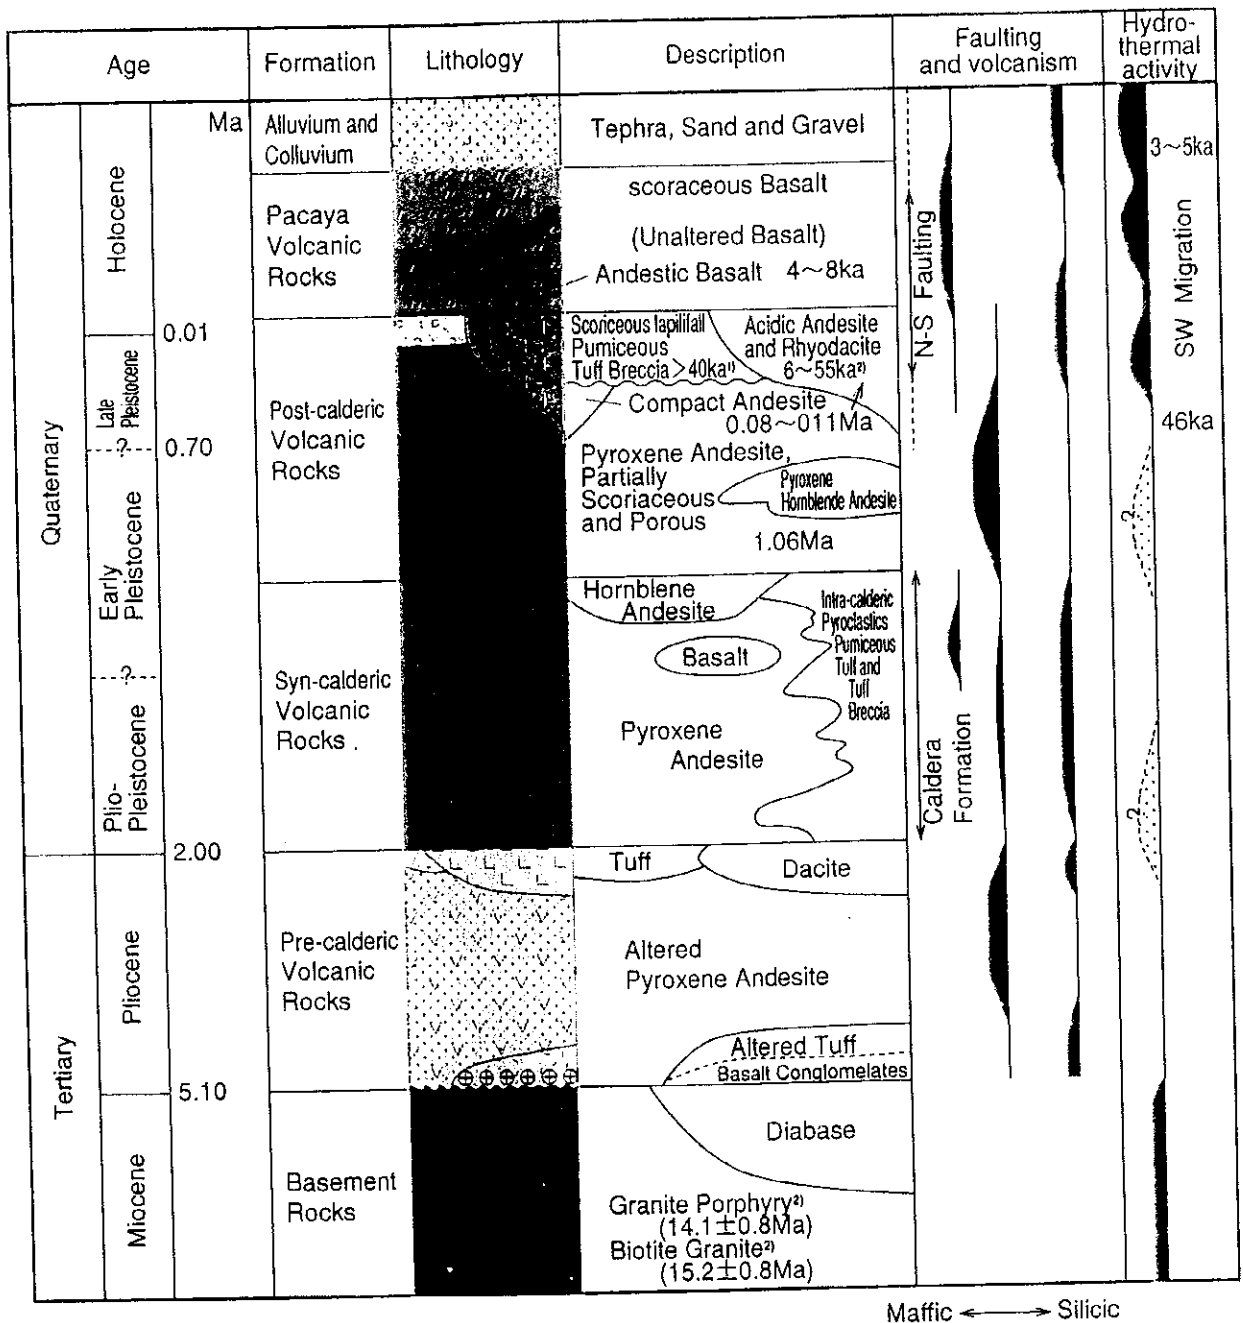 Age
Formation
Lithology
Description
Faulting
and volcanism
Hydro-
thermal
activity
Ma
Quaternary
Tertiary
Holocene
Late
Pleistocene
Early
Pleistocene
Plio-
Pleistocene
Pliocene
Miocene
0.01
?
0.70
?
2.00
5.10
Alluvium and
Colluvium
Pacaya
Volcanic
Rocks
Post-calderic
Volcanic
Rocks
Syn-calderic
Volcanic
Rocks .
Pre-calderic
Volcanic
Rocks
Basement
Rocks
Tephra, Sand and Gravel
scoraceous Basalt
(Unaltered Basalt)
Andestic Basalt 4~8ka
Scoriceous lapilifall
Pumiceous
Tuff Breccia >40ka¹⁾
Acidic Andesite
and Rhyodacite
6~55ka²⁾
Compact Andesite
0.08~011Ma
Pyroxene Andesite,
Partially
Scoriaceous
and Porous
Pyroxene
Hornblende Andesite
1.06Ma
Hornblene
Andesite
Basalt
Intra-calderic
Pyroclastics
Pumiceous
Tuff and
Tuff
Breccia
Pyroxene
Andesite
Tuff
Dacite
Altered
Pyroxene Andesite
Altered Tuff
Basalt Conglomelates
Diabase
Granite Porphyry²⁾
(14.1±0.8Ma)
Biotite Granite²⁾
(15.2±0.8Ma)
N-S Faulting
Caldera
Formation
3~5ka
SW Migration
46ka
?
?
Maffic ⟷ Silicic